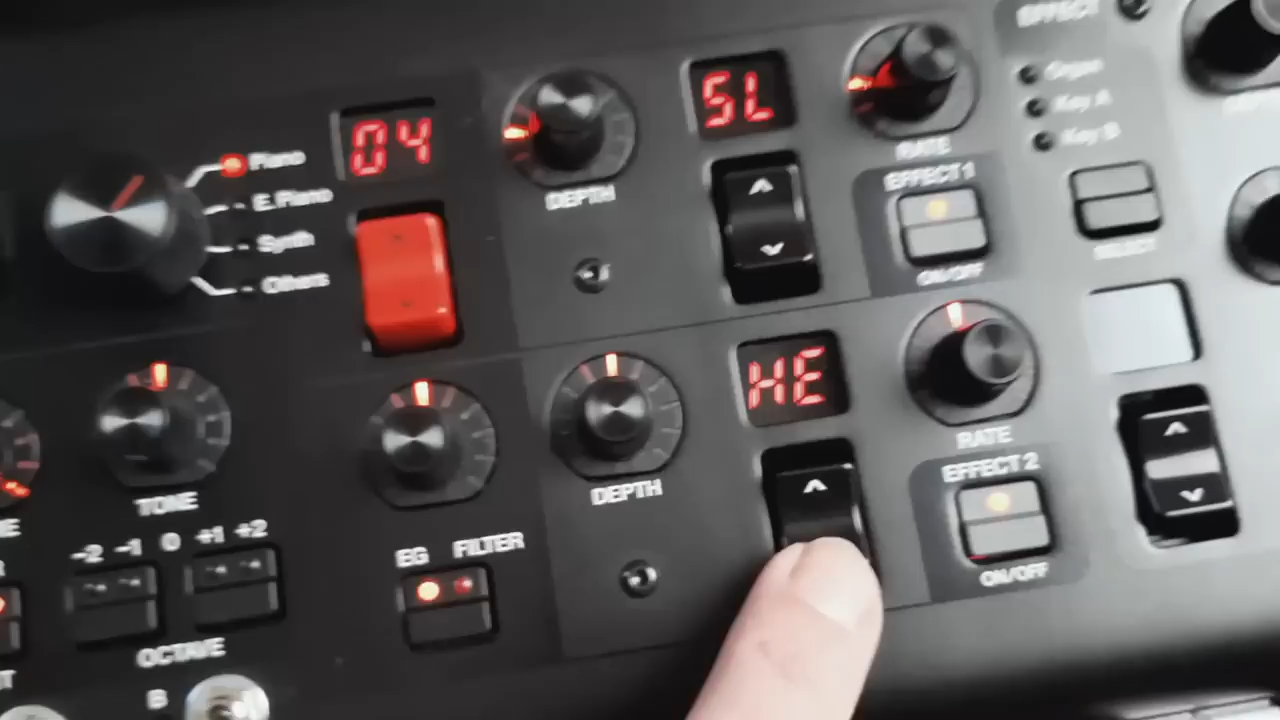 EFFECT
Piano
E. Piano
Synth
Others
04
DEPTH
SL
RATE
EFFECT 1
ON/OFF
Organ
Key A
Key B
SELECT
TONE
-2 -1 0 +1 +2
OCTAVE
B
EG FILTER
DEPTH
HE
RATE
EFFECT 2
ON/OFF